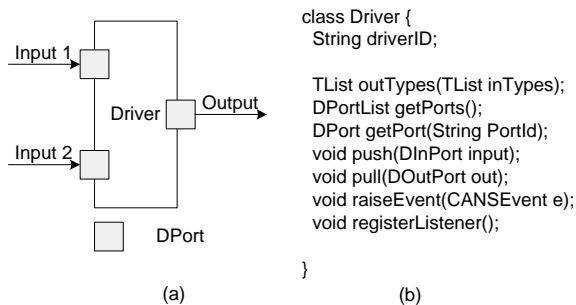 Input 1
Driver
Output
Input 2
DPort
(a)
class Driver {
String driverID;
TList outTypes(TList inTypes);
DPortList getPorts();
DPort getPort(String PortId);
void push(DInPort input);
void pull(DOutPort out);
void raiseEvent(CANSEvent e);
void registerListener();
}
(b)